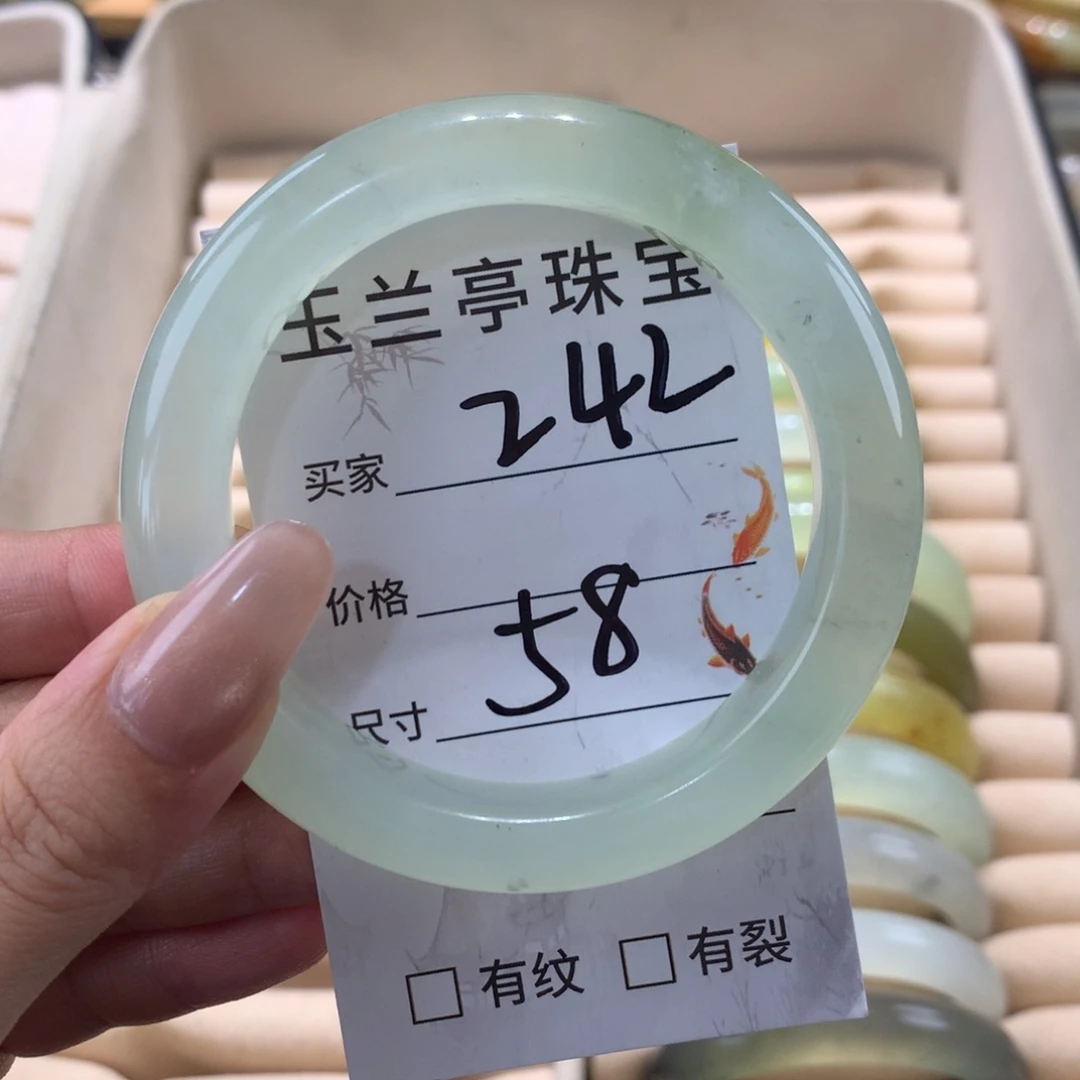 玉兰亭珠宝
买家 242
价格
尺寸 58
□ 有纹 □ 有裂